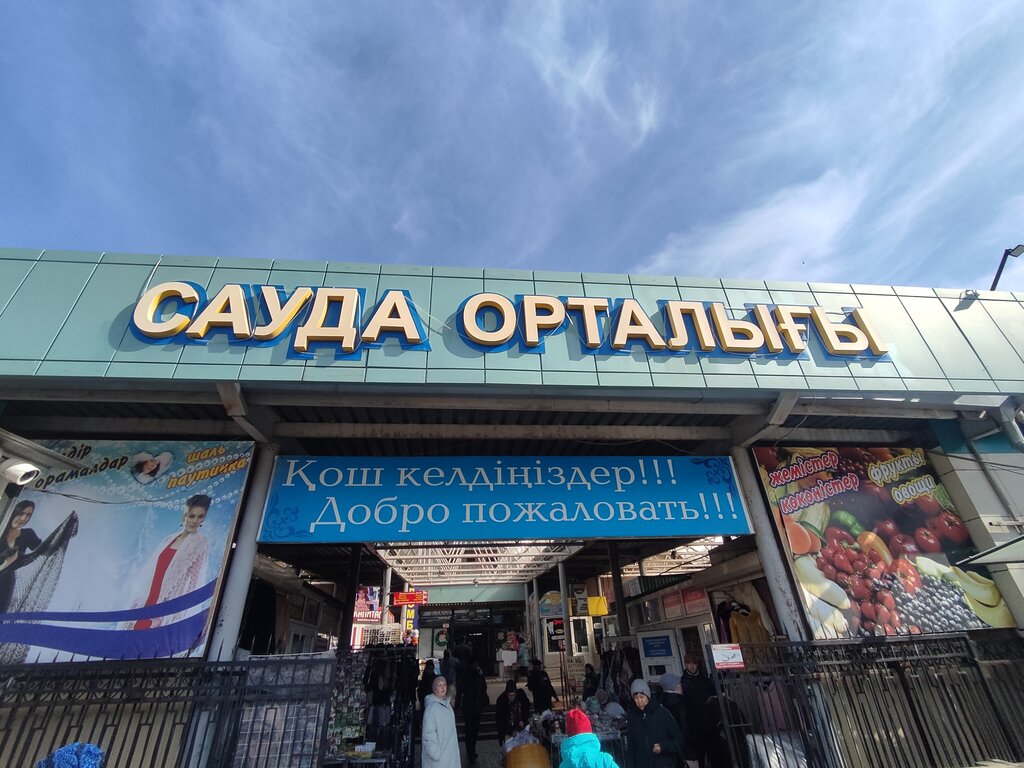 САУДА ОРТАЛЫҒЫ
Қош келдіңіздер!!!
Добро пожаловать!!!
орамалдар
шаль
паутинка
жемістер
көкөністер
фрукты
овощи